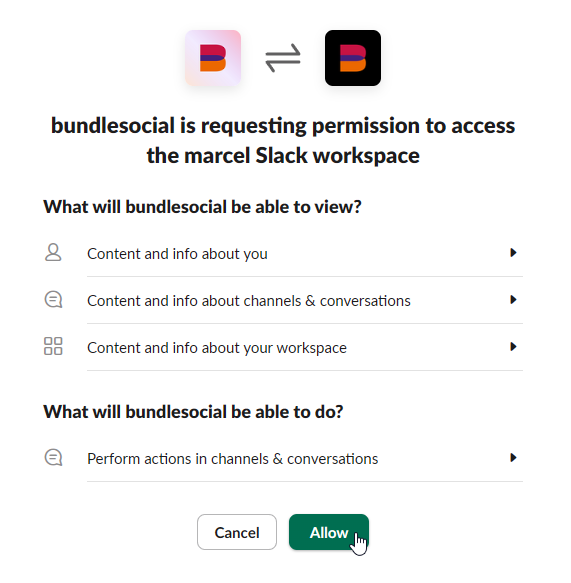 bundlesocial is requesting permission to access
the marcel Slack workspace
What will bundlesocial be able to view?
Content and info about you
Content and info about channels & conversations
Content and info about your workspace
What will bundlesocial be able to do?
Perform actions in channels & conversations
Cancel
Allow